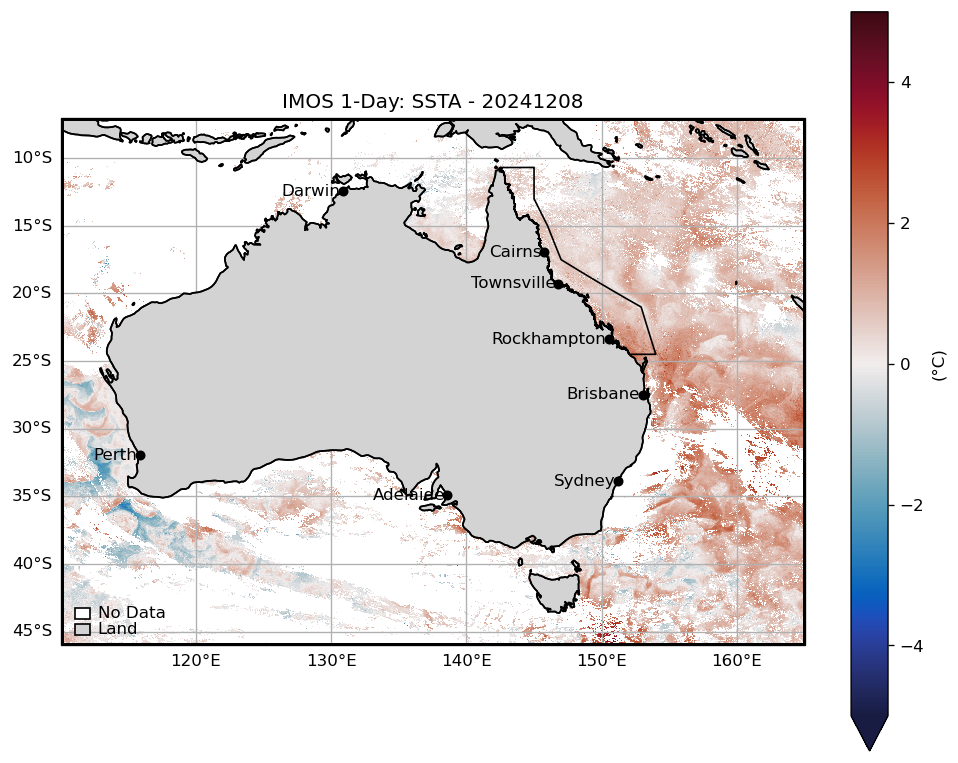 IMOS 1-Day: SSTA - 20241208
10°S
15°S
20°S
25°S
30°S
35°S
40°S
45°S
Darwin
Cairns
Townsville
Rockhampton
Brisbane
Perth
Sydney
Adelaide
No Data
Land
120°E 130°E 140°E 150°E 160°E
4
2
0
−2
−4
(°C)